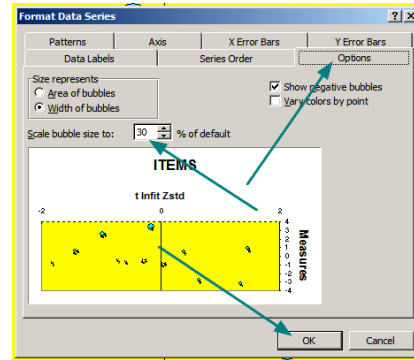 Format Data Series
Patterns Axis X Error Bars Y Error Bars
Data Labels Series Order Options
Size represents
Area of bubbles
Width of bubbles
Show negative bubbles
Vary colors by point
Scale bubble size to: 30 % of default
ITEMS
t Infit Zstd
-2 0 2
4
3
2
1
0
-1
-2
-3
-4
Measures
OK Cancel